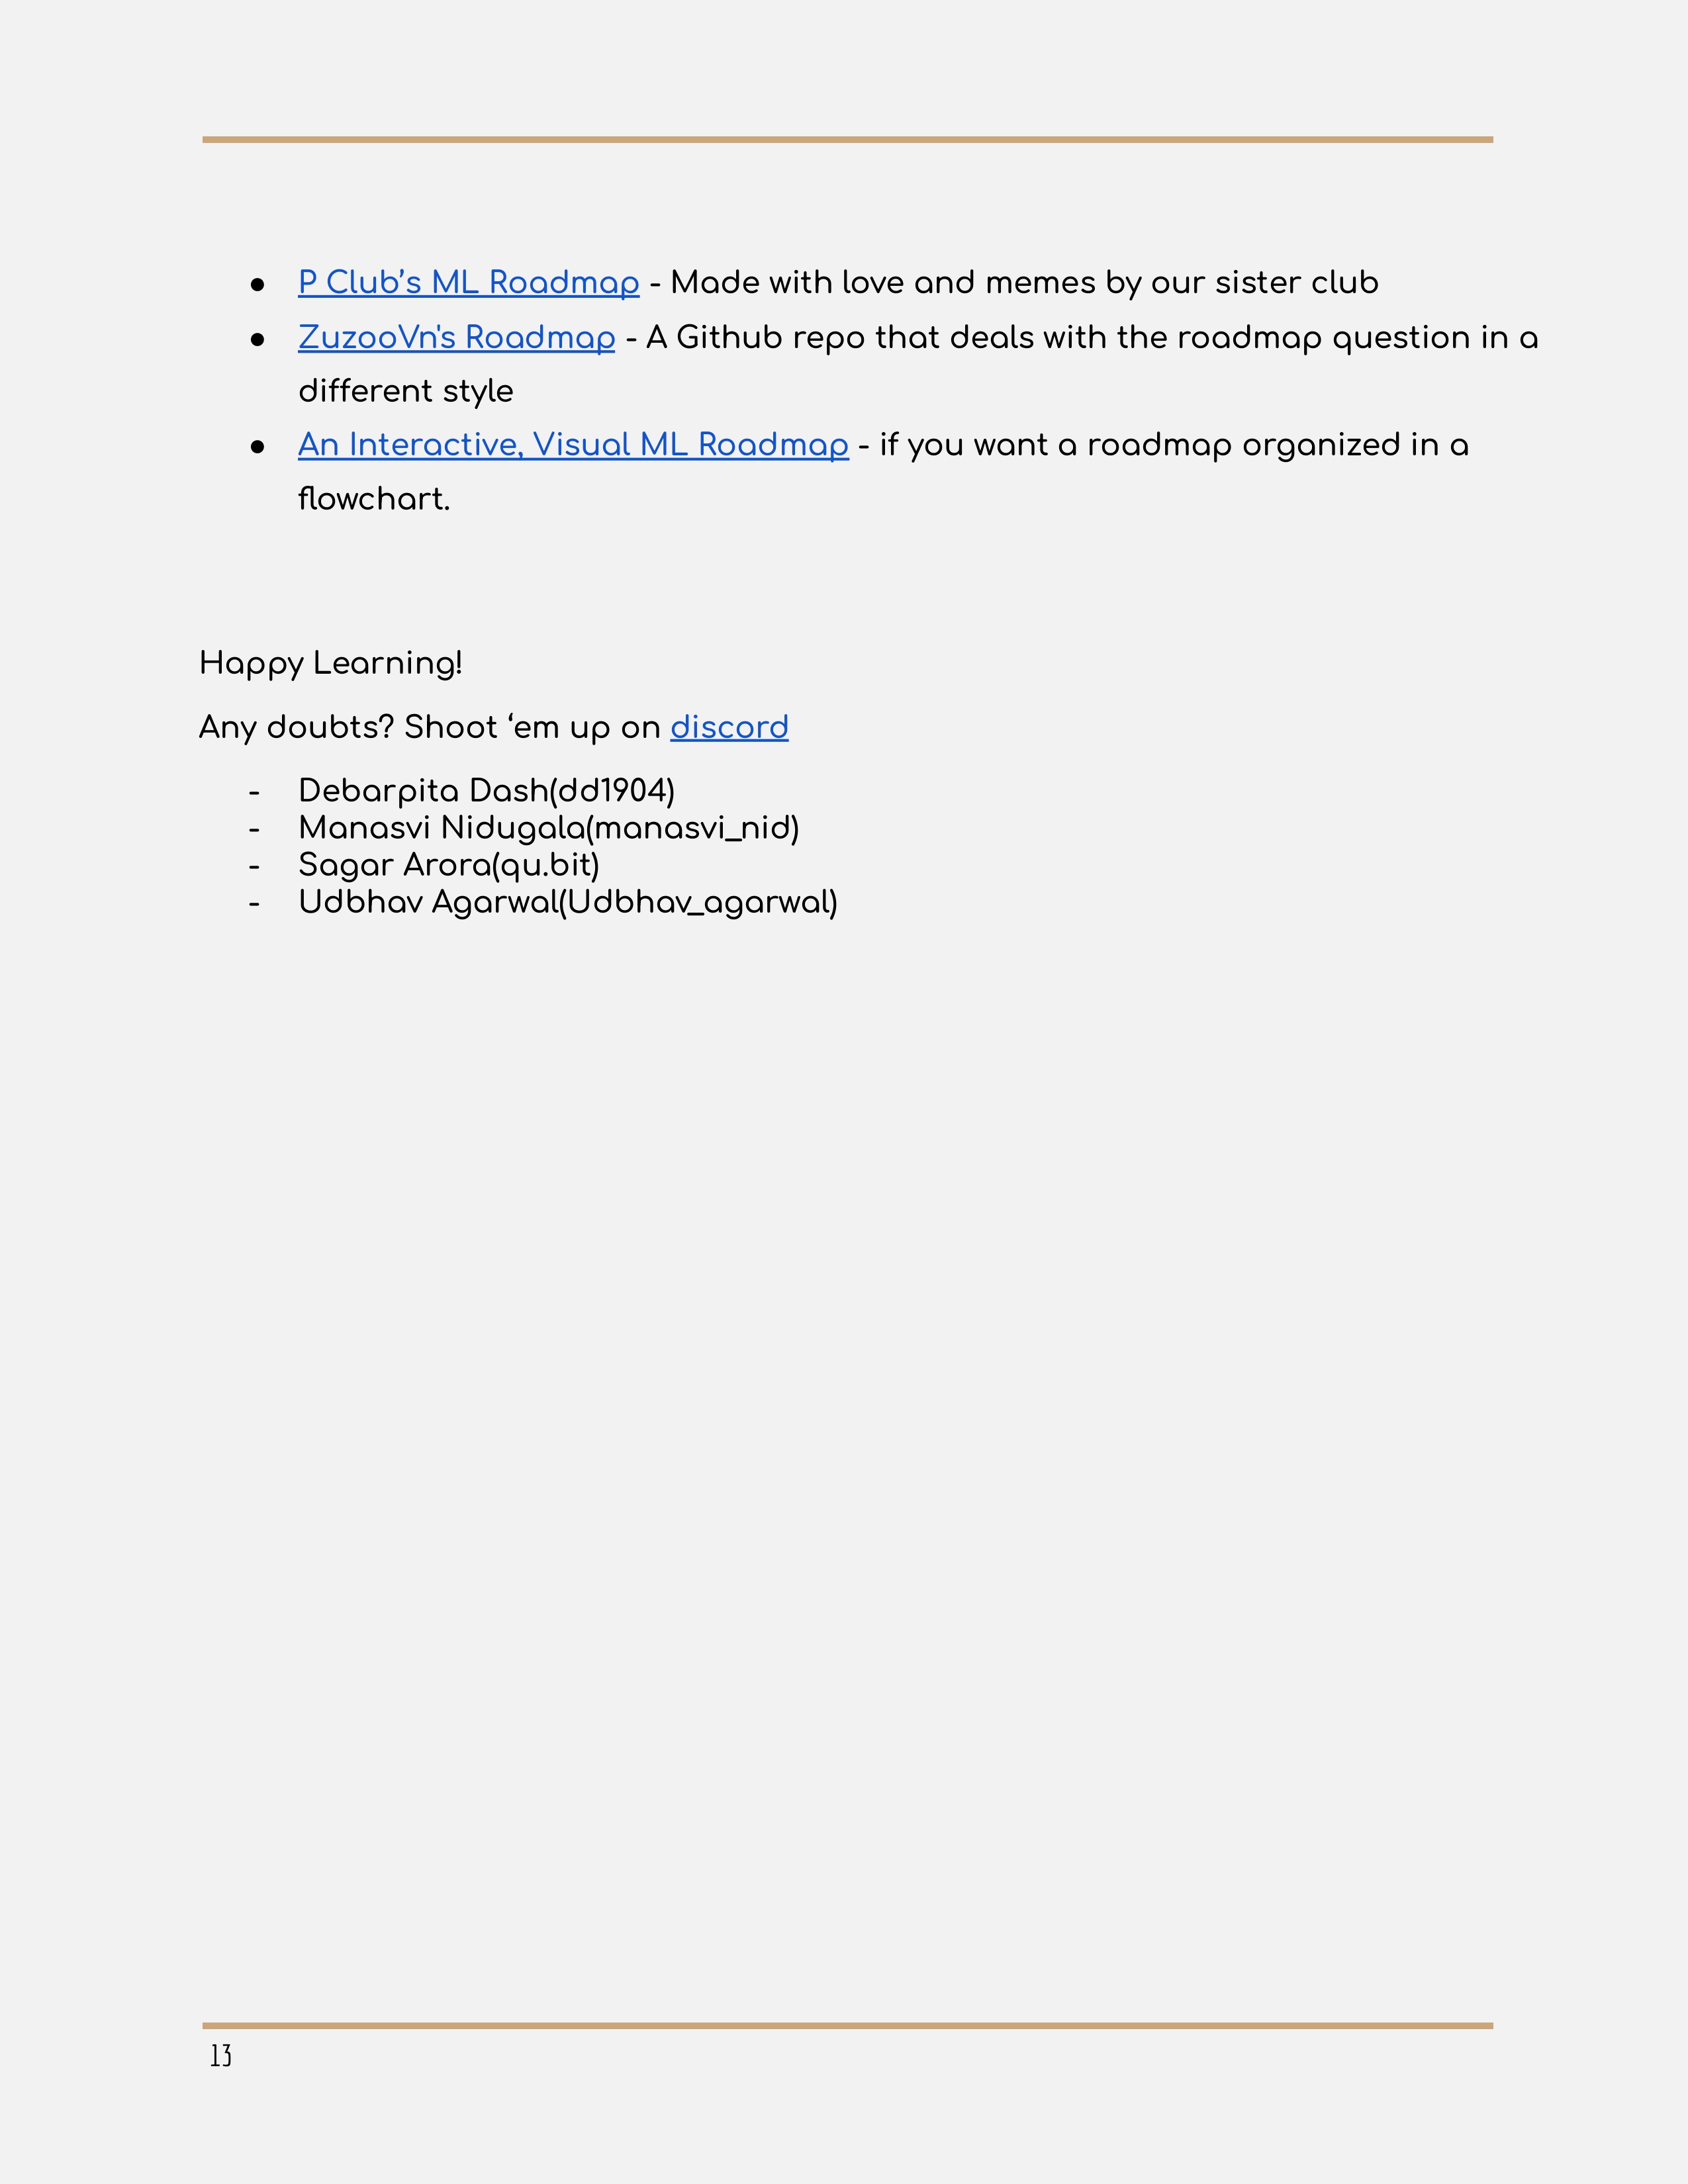 ● P Club’s ML Roadmap - Made with love and memes by our sister club
● ZuzooVn's Roadmap - A Github repo that deals with the roadmap question in a
different style
● An Interactive, Visual ML Roadmap - if you want a roadmap organized in a
flowchart.
Happy Learning!
Any doubts? Shoot ‘em up on discord
- Debarpita Dash(dd1904)
- Manasvi Nidugala(manasvi_nid)
- Sagar Arora(qu.bit)
- Udbhav Agarwal(Udbhav_agarwal)
13